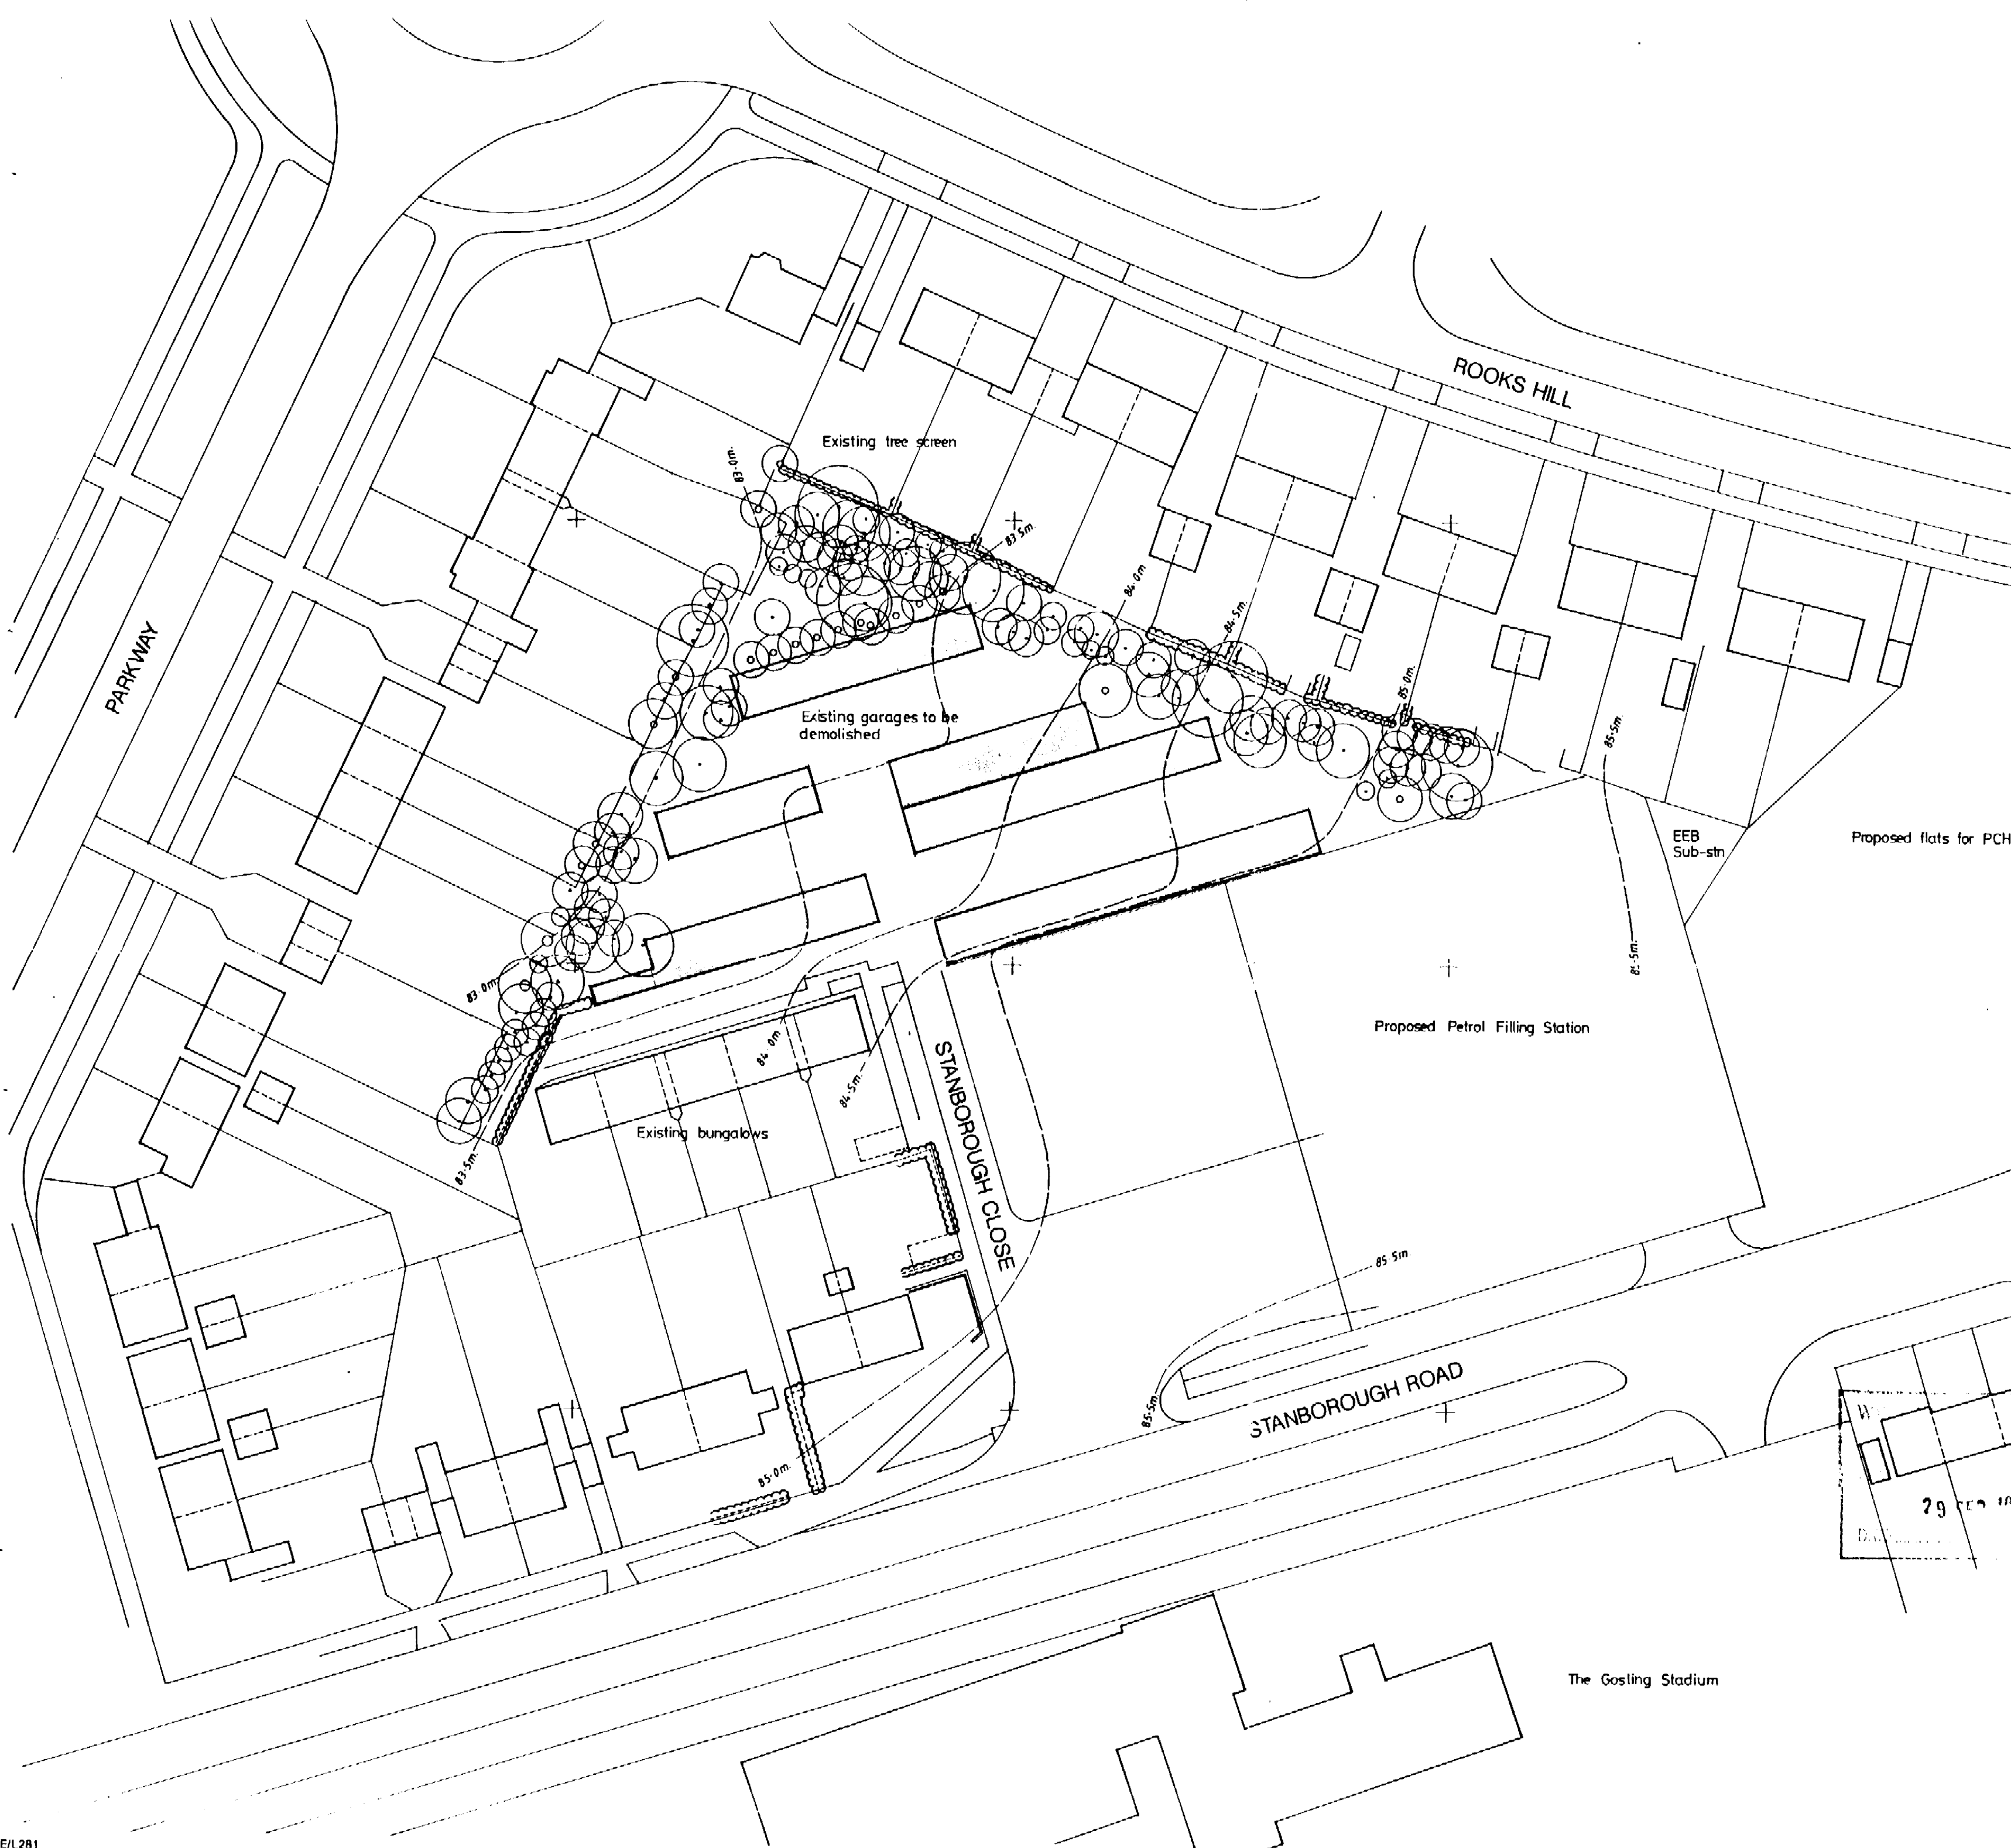 ROOKS HILL
Existing tree screen
83·0m.
83·5m.
84·0m
84·5m.
85·0m.
85·5m
PARKWAY
Existing garages to be
demolished
EEB
Sub-stn
Proposed flats for PCH
85·5m.
83·0m.
Proposed Petrol Filling Station
84·0m
84·5m.
STANBOROUGH CLOSE
Existing bungalows
83·5m.
85·5m
85·5m.
STANBOROUGH ROAD
85·0m.
29
The Gosling Stadium
E/L281